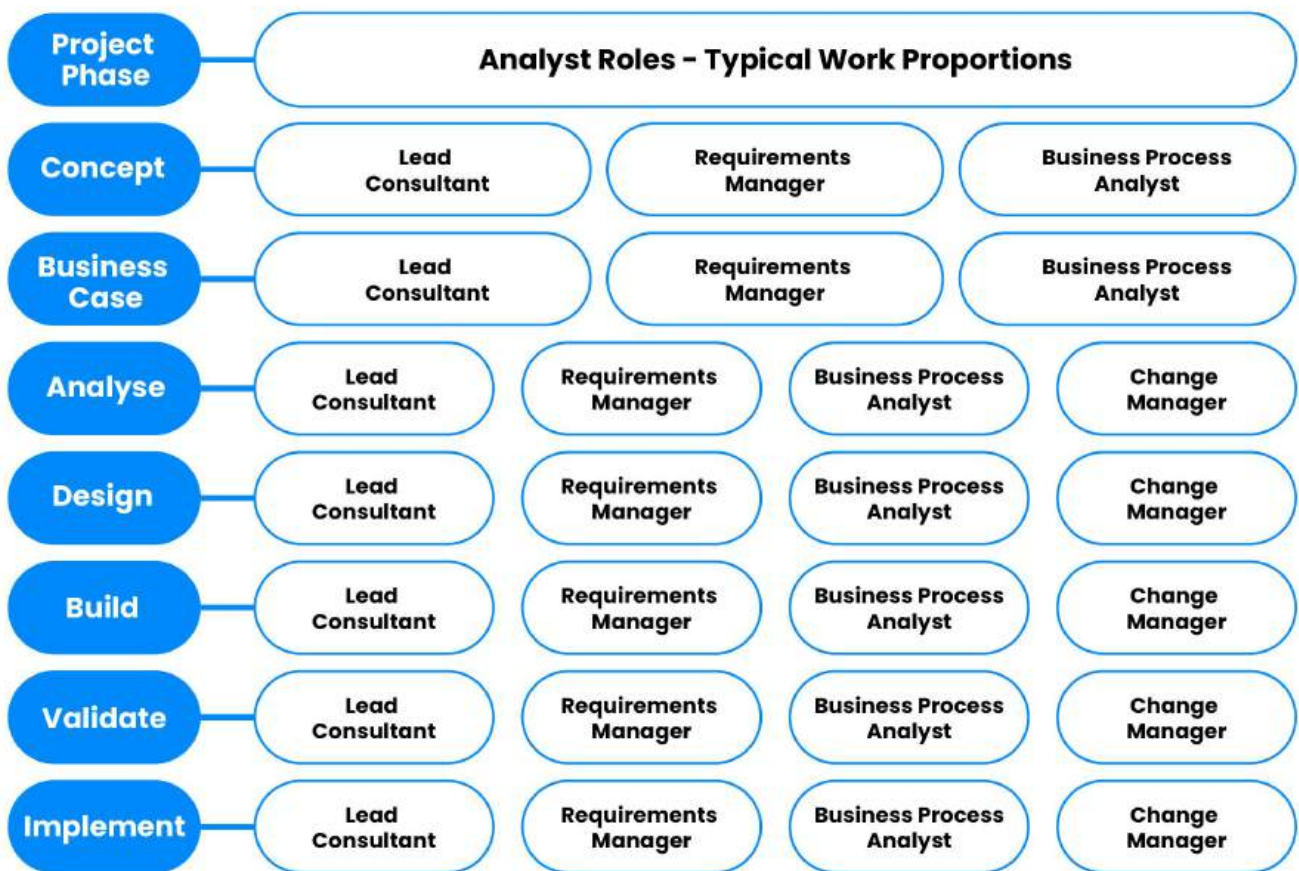 Project
Phase
Analyst Roles - Typical Work Proportions
Concept
Lead
Consultant
Requirements
Manager
Business Process
Analyst
Business
Case
Lead
Consultant
Requirements
Manager
Business Process
Analyst
Analyse
Lead
Consultant
Requirements
Manager
Business Process
Analyst
Change
Manager
Design
Lead
Consultant
Requirements
Manager
Business Process
Analyst
Change
Manager
Build
Lead
Consultant
Requirements
Manager
Business Process
Analyst
Change
Manager
Validate
Lead
Consultant
Requirements
Manager
Business Process
Analyst
Change
Manager
Implement
Lead
Consultant
Requirements
Manager
Business Process
Analyst
Change
Manager